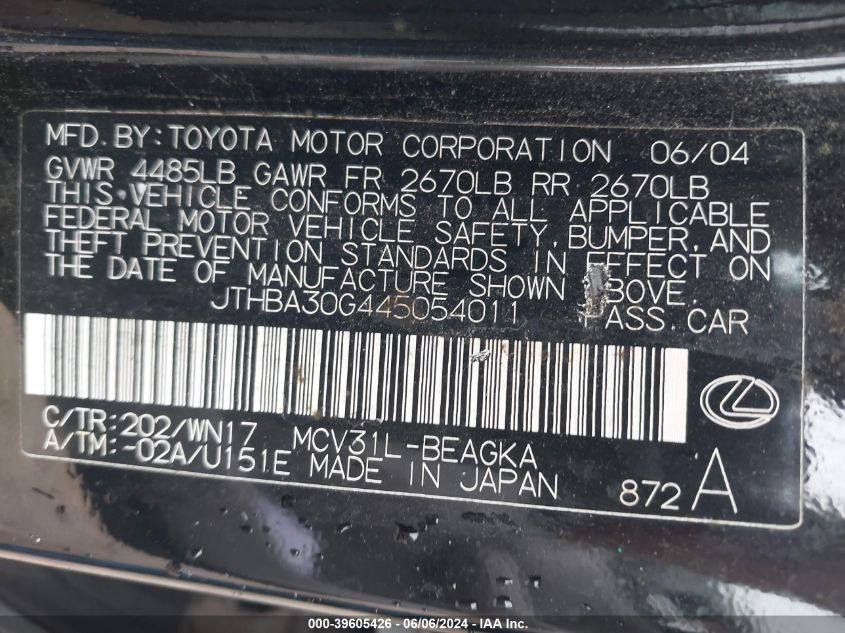 MFD. BY: TOYOTA MOTOR CORPORATION 06/04
GVWR 4485LB GAWR FR 2670LB RR 2670LB
THIS VEHICLE CONFORMS TO ALL APPLICABLE
FEDERAL MOTOR VEHICLE SAFETY, BUMPER, AND
THEFT PREVENTION STANDARDS IN EFFECT ON
THE DATE OF MANUFACTURE SHOWN ABOVE.
JTHBA30G445054011 PASS. CAR
C/TR: 202/WN17 MCV31L-BEAGKA
A/TM: -02A/U151E MADE IN JAPAN
872 A
000-39605426 - 06/06/2024 - IAA Inc.